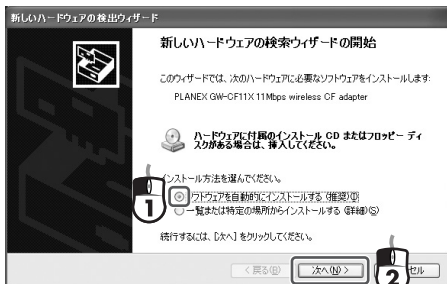 新しいハードウェアの検出ウィザード
新しいハードウェアの検索ウィザードの開始
このウィザードでは、次のハードウェアに必要なソフトウェアをインストールします:
PLANEX GW-CF11X 11Mbps wireless CF adapter
ハードウェアに付属のインストール CD またはフロッピー ディ
スクがある場合は、挿入してください。
インストール方法を選んでください。
フトウェアを自動的にインストールする (推奨)(I)
一覧または特定の場所からインストールする (詳細)(S)
1
続行するには、[次へ] をクリックしてください。
< 戻る(B)
次へ(N) >
セル
2